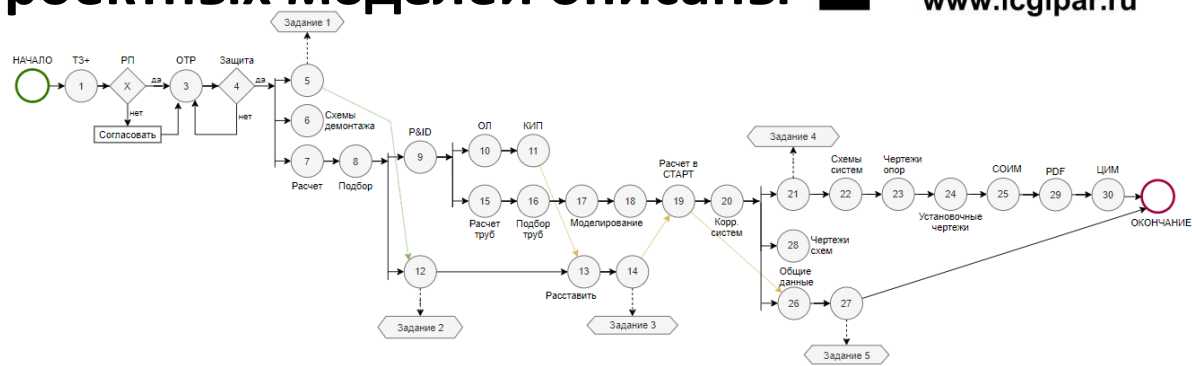 роектных моделей описаны
www.icgipar.ru
Задание 1
НАЧАЛО
ТЗ+
РП
ОТР
Защита
1
X
да
3
4
да
5
нет
нет
Согласовать
6
Схемы
демонтажа
7
8
Расчет
Подбор
P&ID
9
ОЛ
КИП
10
11
15
16
17
18
19
20
Расчет
труб
Подбор
труб
Моделирование
Расчет в
СТАРТ
Корр.
систем
12
13
14
Расставить
Задание 2
Задание 3
Задание 4
21
22
23
24
25
29
30
Схемы
систем
Чертежи
опор
Установочные
чертежи
СОИМ
PDF
ЦИМ
ОКОНЧАНИЕ
28
Чертежи
схем
Общие
данные
26
27
Задание 5